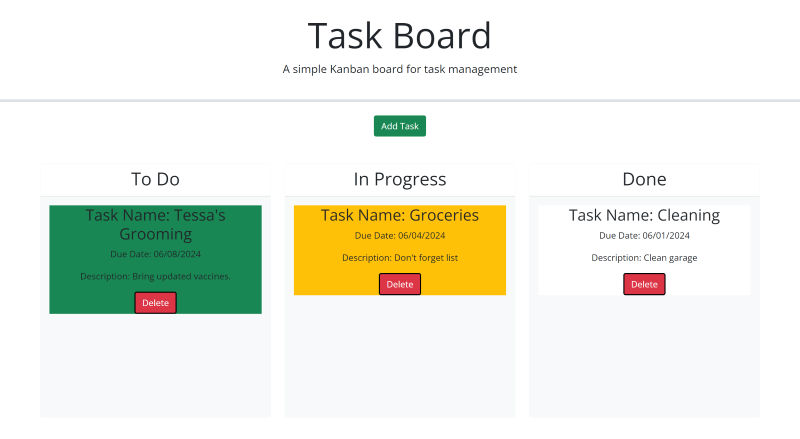 Task Board
A simple Kanban board for task management
Add Task
To Do
Task Name: Tessa's
Grooming
Due Date: 06/08/2024
Description: Bring updated vaccines.
Delete
In Progress
Task Name: Groceries
Due Date: 06/04/2024
Description: Don't forget list
Delete
Done
Task Name: Cleaning
Due Date: 06/01/2024
Description: Clean garage
Delete